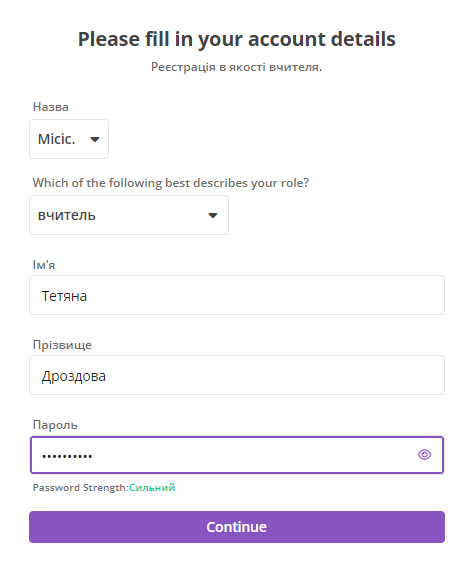 Please fill in your account details
Реєстрація в якості вчителя.
Назва
Місіс.
Which of the following best describes your role?
вчитель
Ім'я
Тетяна
Прізвище
Дроздова
Пароль
••••••••••
Password Strength:Сильний
Continue